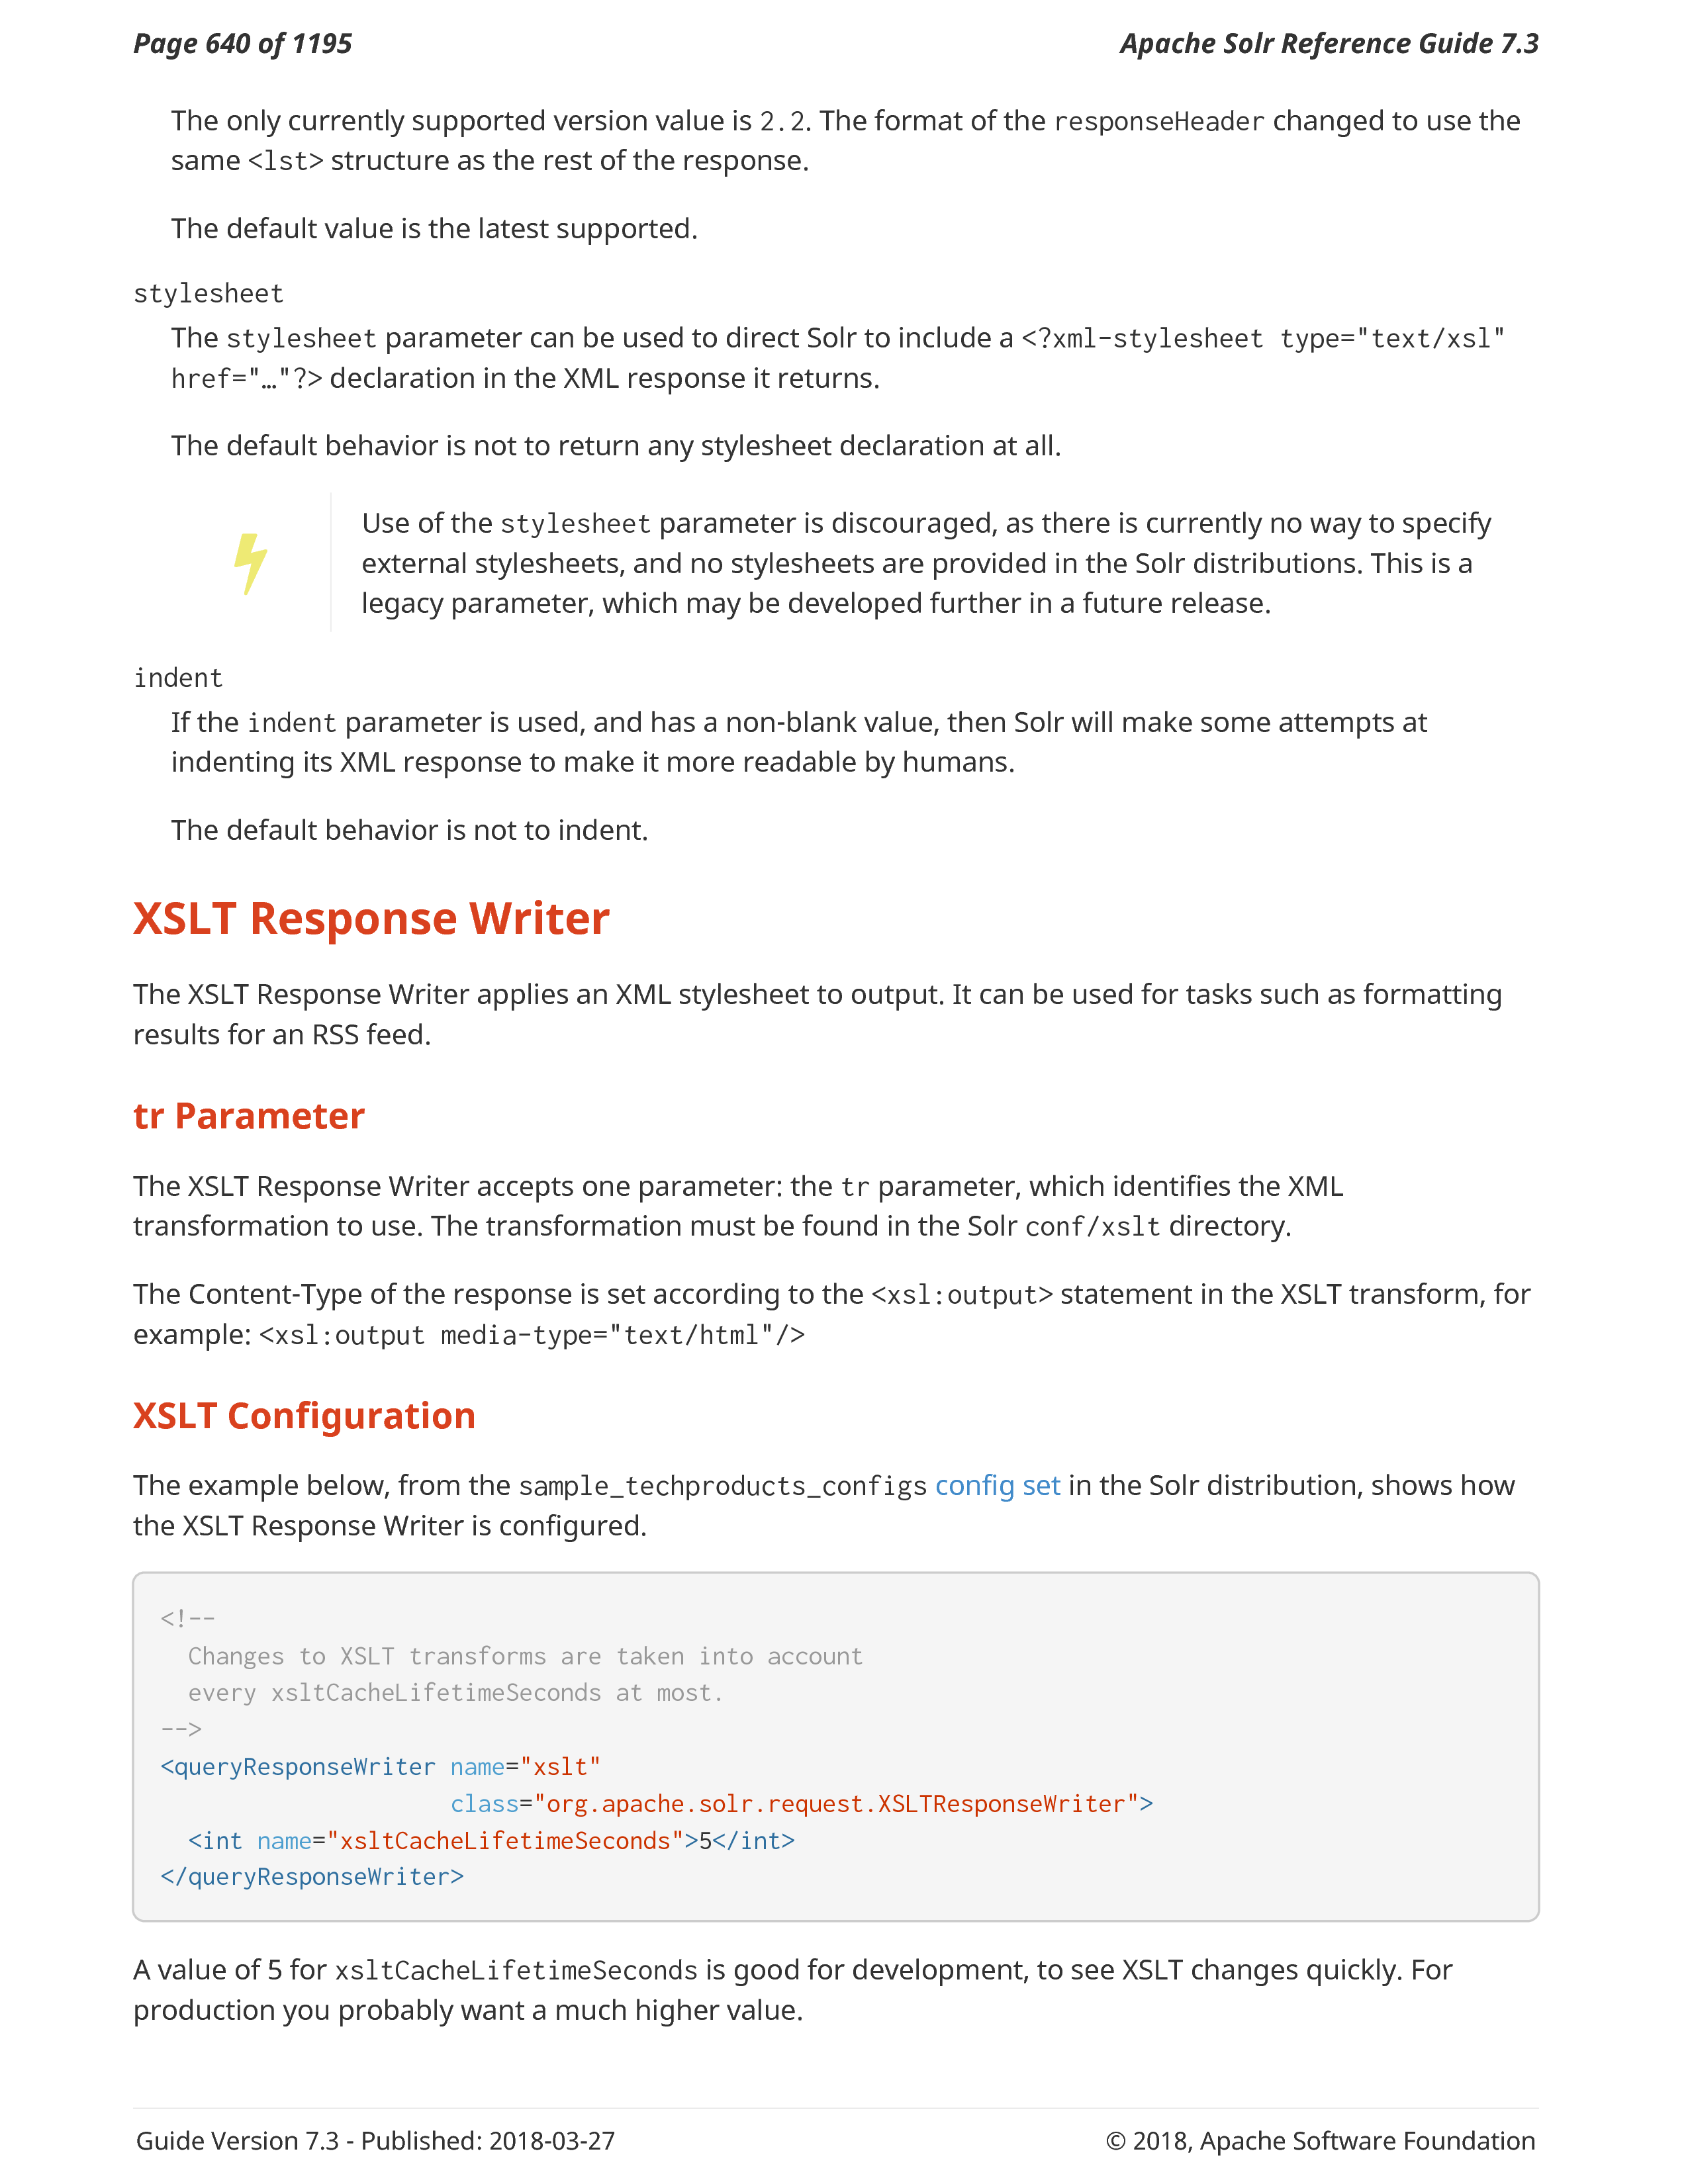 Page 640 of 1195
Apache Solr Reference Guide 7.3
The only currently supported version value is 2.2. The format of the responseHeader changed to use the
same <lst> structure as the rest of the response.
The default value is the latest supported.
stylesheet
The stylesheet parameter can be used to direct Solr to include a <?xml-stylesheet type="text/xsl"
href="…"?> declaration in the XML response it returns.
The default behavior is not to return any stylesheet declaration at all.
Use of the stylesheet parameter is discouraged, as there is currently no way to specify
external stylesheets, and no stylesheets are provided in the Solr distributions. This is a
legacy parameter, which may be developed further in a future release.
indent
If the indent parameter is used, and has a non-blank value, then Solr will make some attempts at
indenting its XML response to make it more readable by humans.
The default behavior is not to indent.
XSLT Response Writer
The XSLT Response Writer applies an XML stylesheet to output. It can be used for tasks such as formatting
results for an RSS feed.
tr Parameter
The XSLT Response Writer accepts one parameter: the tr parameter, which identifies the XML
transformation to use. The transformation must be found in the Solr conf/xslt directory.
The Content-Type of the response is set according to the <xsl:output> statement in the XSLT transform, for
example: <xsl:output media-type="text/html"/>
XSLT Configuration
The example below, from the sample_techproducts_configs config set in the Solr distribution, shows how
the XSLT Response Writer is configured.
<!--
  Changes to XSLT transforms are taken into account
  every xsltCacheLifetimeSeconds at most.
-->
<queryResponseWriter name="xslt"
                     class="org.apache.solr.request.XSLTResponseWriter">
  <int name="xsltCacheLifetimeSeconds">5</int>
</queryResponseWriter>
A value of 5 for xsltCacheLifetimeSeconds is good for development, to see XSLT changes quickly. For
production you probably want a much higher value.
Guide Version 7.3 - Published: 2018-03-27
© 2018, Apache Software Foundation